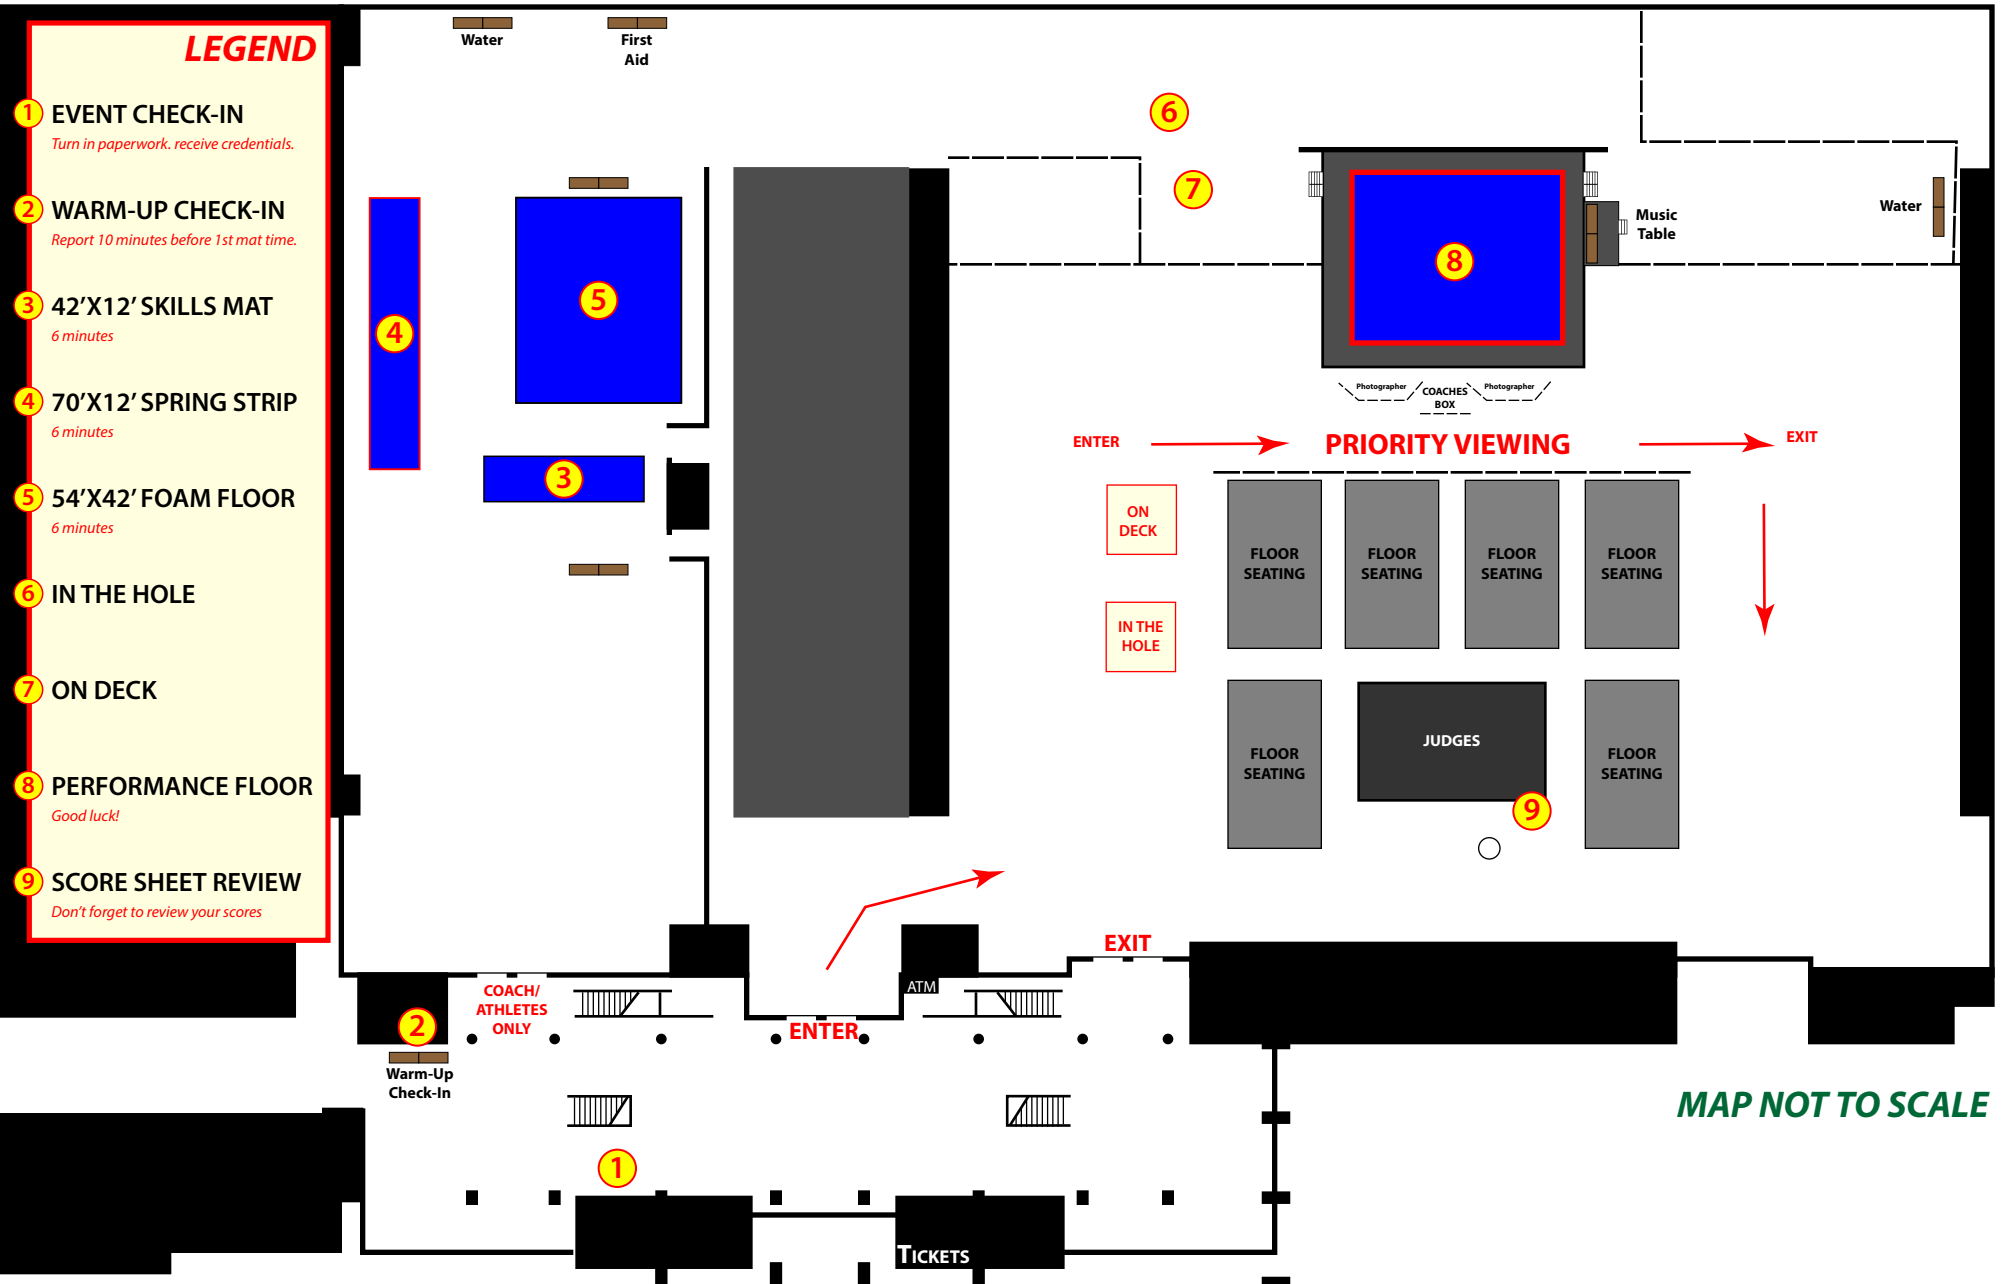 LEGEND
1 EVENT CHECK-IN
Turn in paperwork. receive credentials.
2 WARM-UP CHECK-IN
Report 10 minutes before 1st mat time.
3 42'X12' SKILLS MAT
6 minutes
4 70'X12' SPRING STRIP
6 minutes
5 54'X42' FOAM FLOOR
6 minutes
6 IN THE HOLE
7 ON DECK
8 PERFORMANCE FLOOR
Good luck!
9 SCORE SHEET REVIEW
Don't forget to review your scores
Water
First
Aid
6
7
8
Music
Table
Water
4
5
3
Photographer
COACHES
BOX
Photographer
ENTER
PRIORITY VIEWING
EXIT
ON
DECK
IN THE
HOLE
FLOOR
SEATING
FLOOR
SEATING
FLOOR
SEATING
FLOOR
SEATING
FLOOR
SEATING
JUDGES
9
FLOOR
SEATING
EXIT
COACH/
ATHLETES
ONLY
ATM
ENTER
2
Warm-Up
Check-In
MAP NOT TO SCALE
1
TICKETS